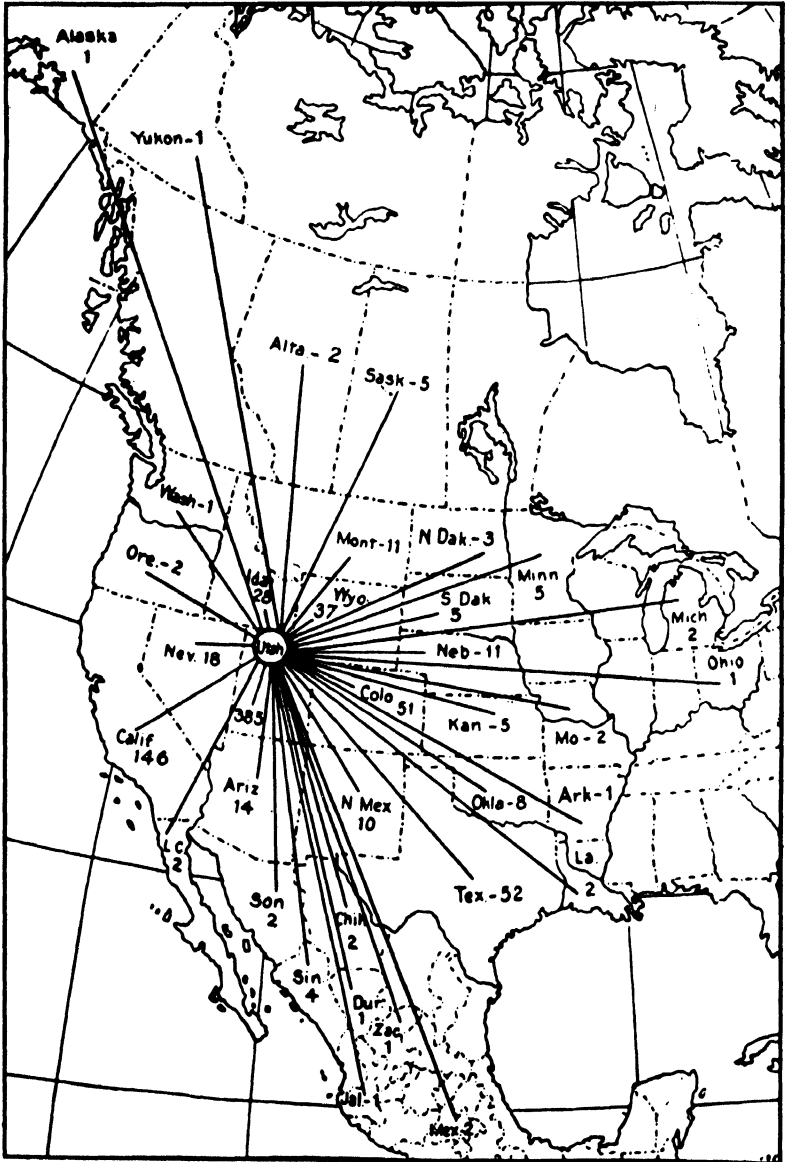 Alaska
1
Yukon-1
Alta - 2
Sask-5
Wash-1
Mont-11
N Dak.-3
Ore.-2
Ida
28
Wyo.
37
S Dak
5
Minn
5
Mich
2
Nev. 18
Utah
Neb-11
Ohio
1
385
Colo 51
Kan - 5
Mo-2
Calif
146
Ariz
14
N Mex
10
Okla-8
Ark-1
L C
2
La.
2
Son
2
Chih
2
Tex.-52
Sin
4
Dur.
1
Zac
1
Jal-1
Mex-2